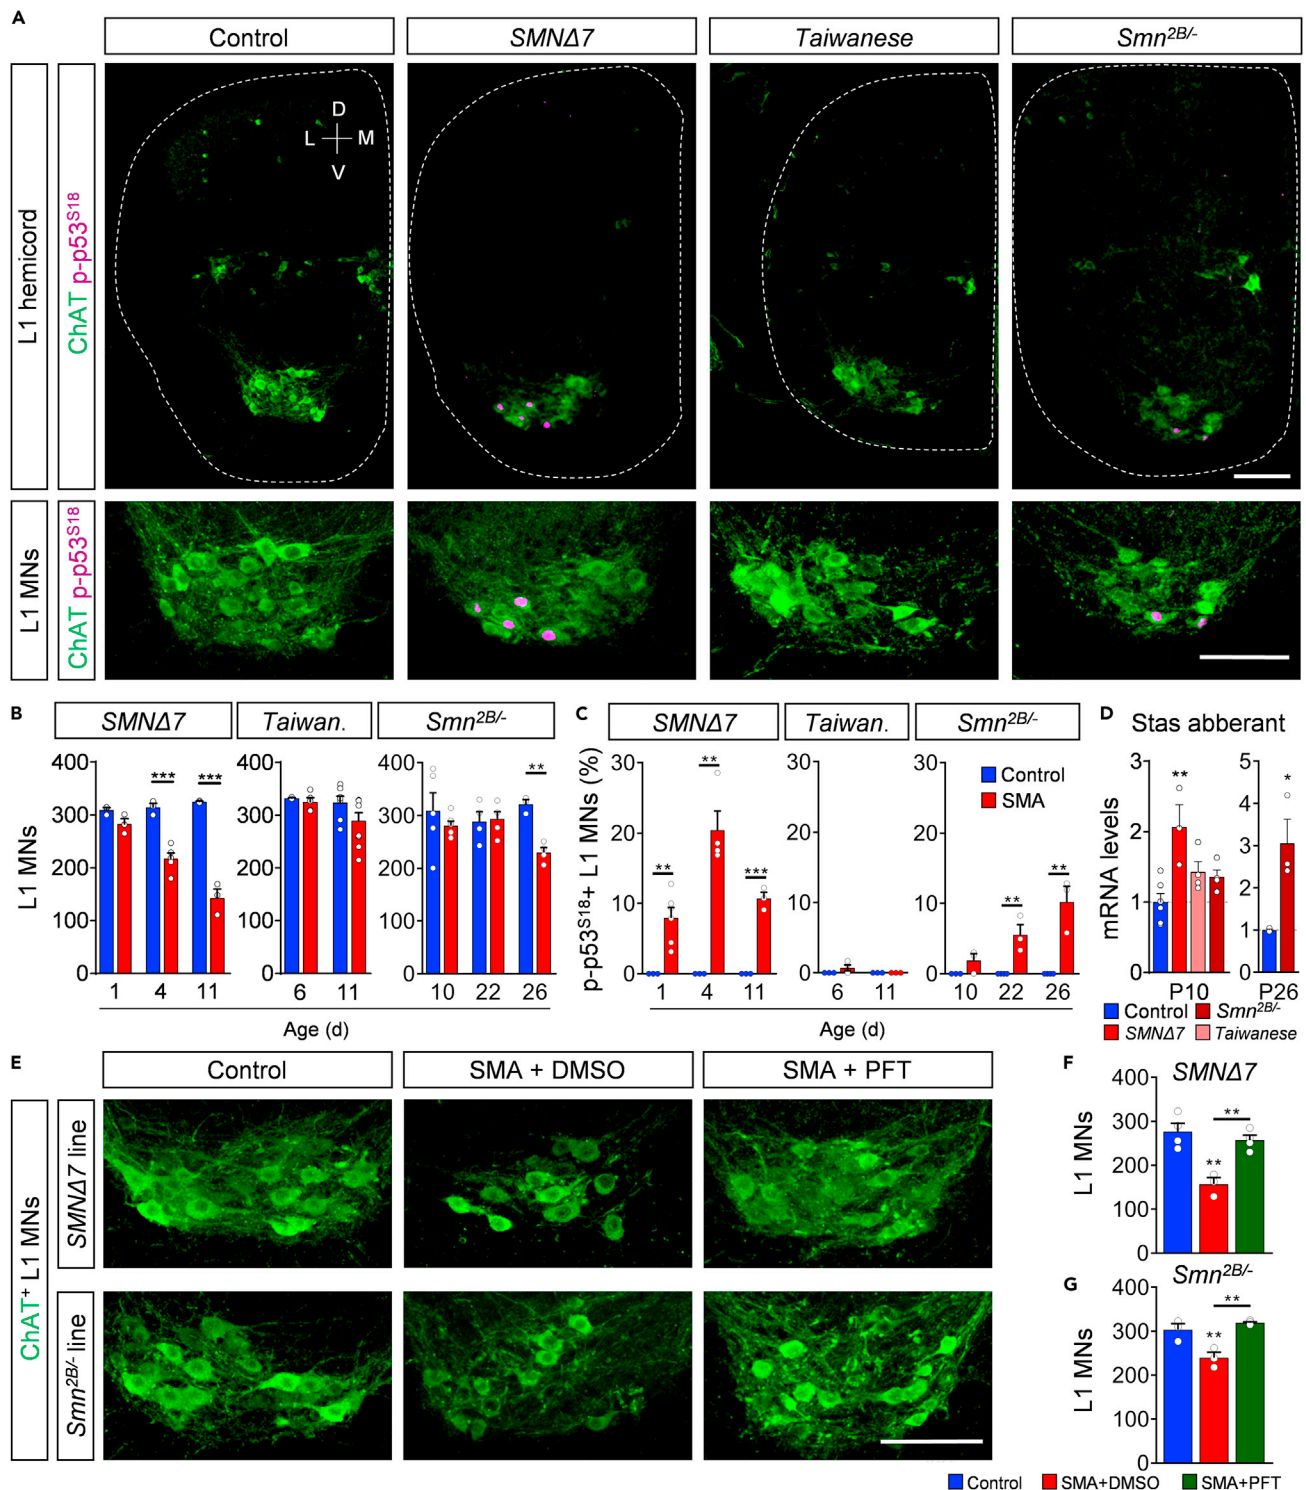 A
Control
SMNΔ7
Taiwanese
Smn2B/-
L1 hemicord
ChAT p-p53S18
D
L M
V
L1 MNs
ChAT p-p53S18
B
SMNΔ7
Taiwan.
Smn2B/-
L1 MNs
400
300
200
100
0
*** ***
1 4 11
400
300
200
100
0
6 11
400
300
200
100
0
**
10 22 26
Age (d)
C
SMNΔ7
Taiwan.
Smn2B/-
p-p53S18+ L1 MNs (%)
30
20
10
0
** ** ***
1 4 11
30
20
10
0
6 11
30
20
10
0
Control
SMA
** **
10 22 26
Age (d)
D
Stas abberant
mRNA levels
3
2
1
0
**
P10
5
4
3
2
1
0
*
P26
Control
Smn2B/-
SMNΔ7
Taiwanese
E
Control
SMA + DMSO
SMA + PFT
ChAT+ L1 MNs
SMNΔ7 line
Smn2B/- line
F
SMNΔ7
L1 MNs
400
300
200
100
0
**
**
G
Smn2B/-
L1 MNs
400
300
200
100
0
**
**
Control
SMA+DMSO
SMA+PFT